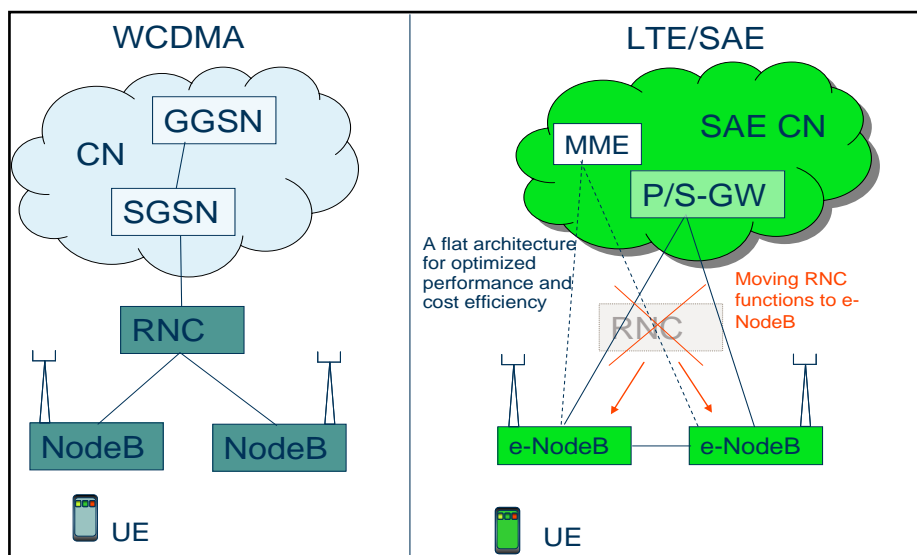 WCDMA
GGSN
CN
SGSN
RNC
NodeB
NodeB
UE
LTE/SAE
SAE CN
MME
P/S-GW
A flat architecture
for optimized
performance and
cost efficiency
Moving RNC
functions to e-
NodeB
RNC
e-NodeB
e-NodeB
UE